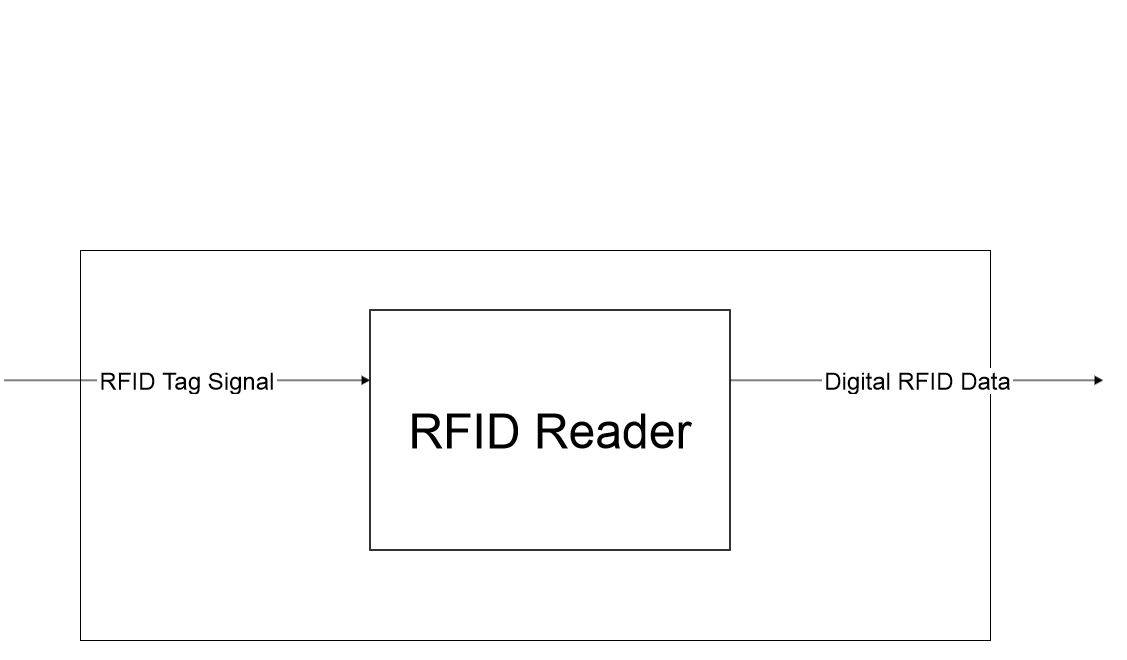 RFID Tag Signal
Digital RFID Data
RFID Reader